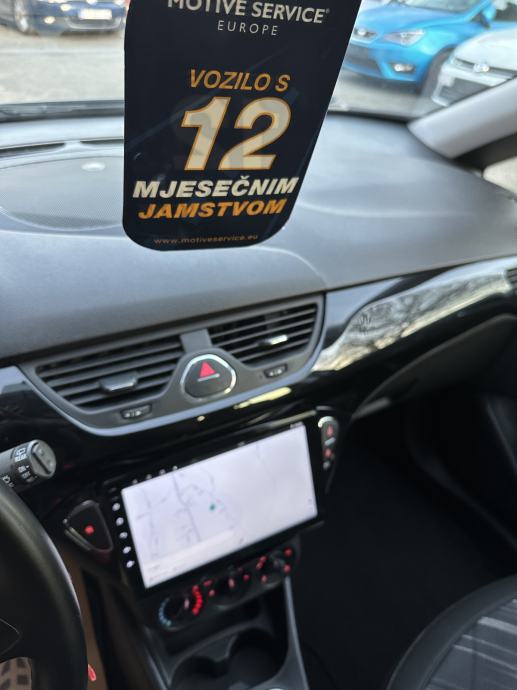 MOTIVE SERVICE®
EUROPE
VOZILO S
12
MJESEČNIM
JAMSTVOM
www.motiveservice.eu